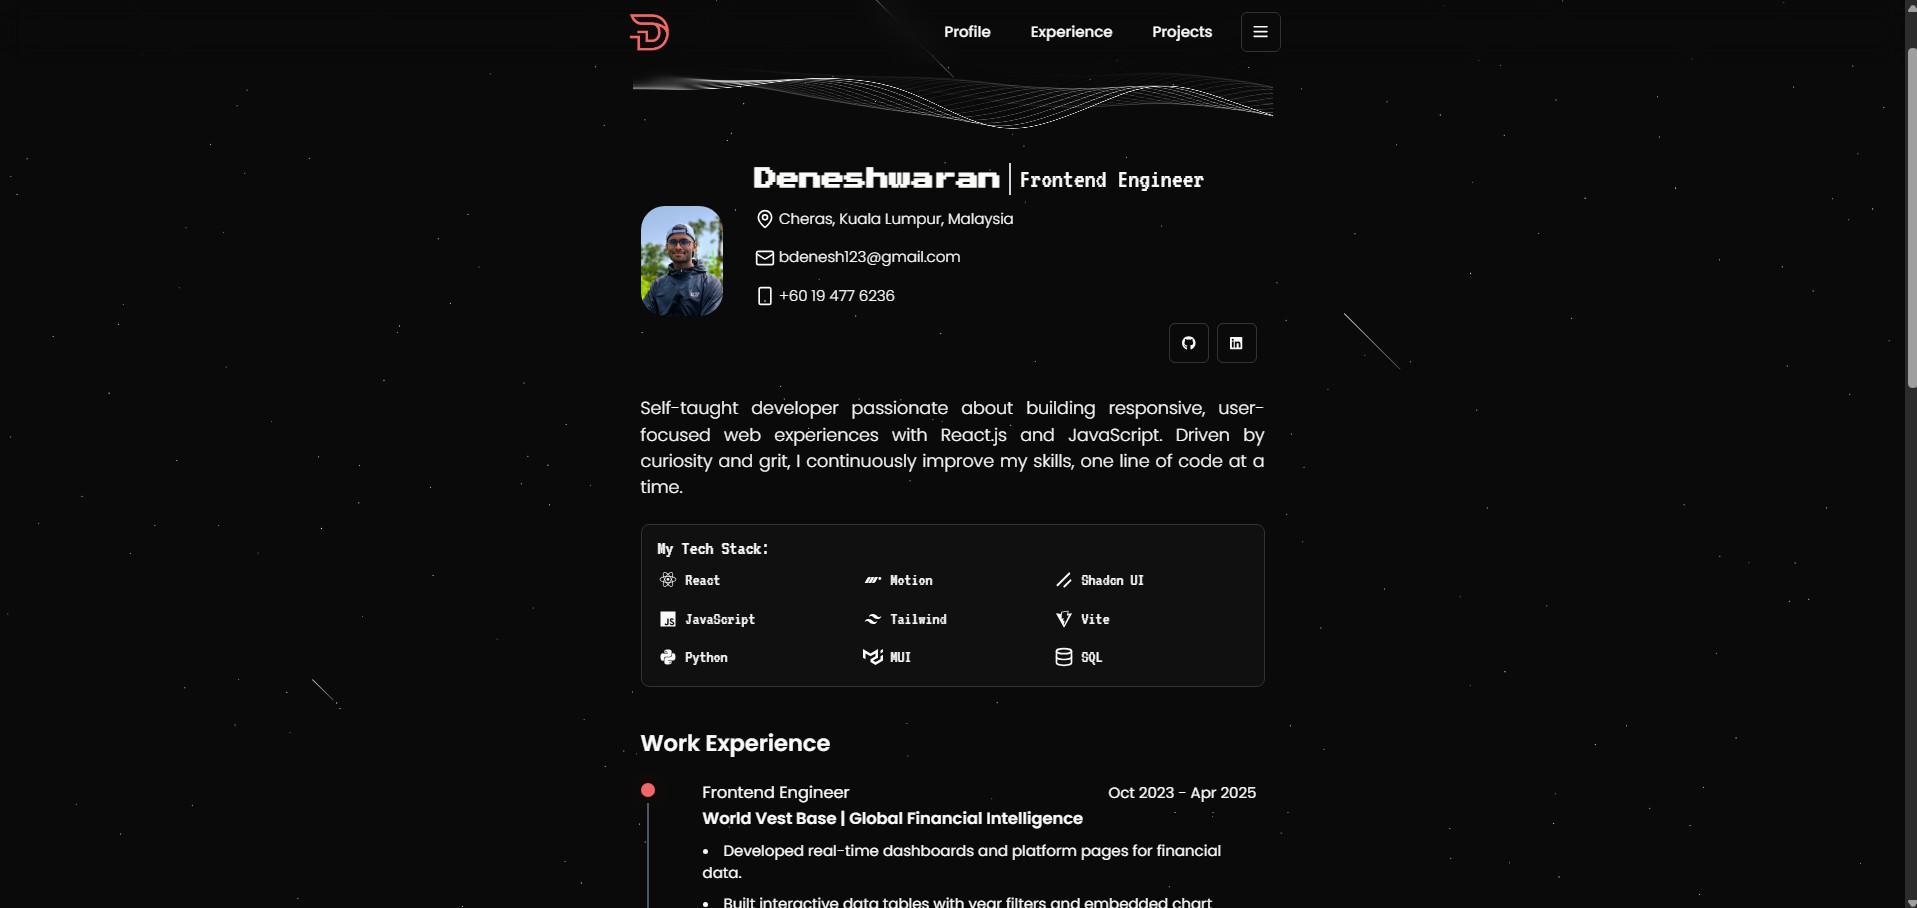 Profile Experience Projects
Deneshwaran Frontend Engineer
Cheras, Kuala Lumpur, Malaysia
bdenesh123@gmail.com
+60 19 477 6236
Self-taught developer passionate about building responsive, user-
focused web experiences with React.js and JavaScript. Driven by
curiosity and grit, I continuously improve my skills, one line of code at a
time.
My Tech Stack:
React Motion Shadcn UI
JavaScript Tailwind Vite
Python MUI SQL
Work Experience
Frontend Engineer Oct 2023 - Apr 2025
World Vest Base | Global Financial Intelligence
• Developed real-time dashboards and platform pages for financial
data.
• Built interactive data tables with year filters and embedded chart